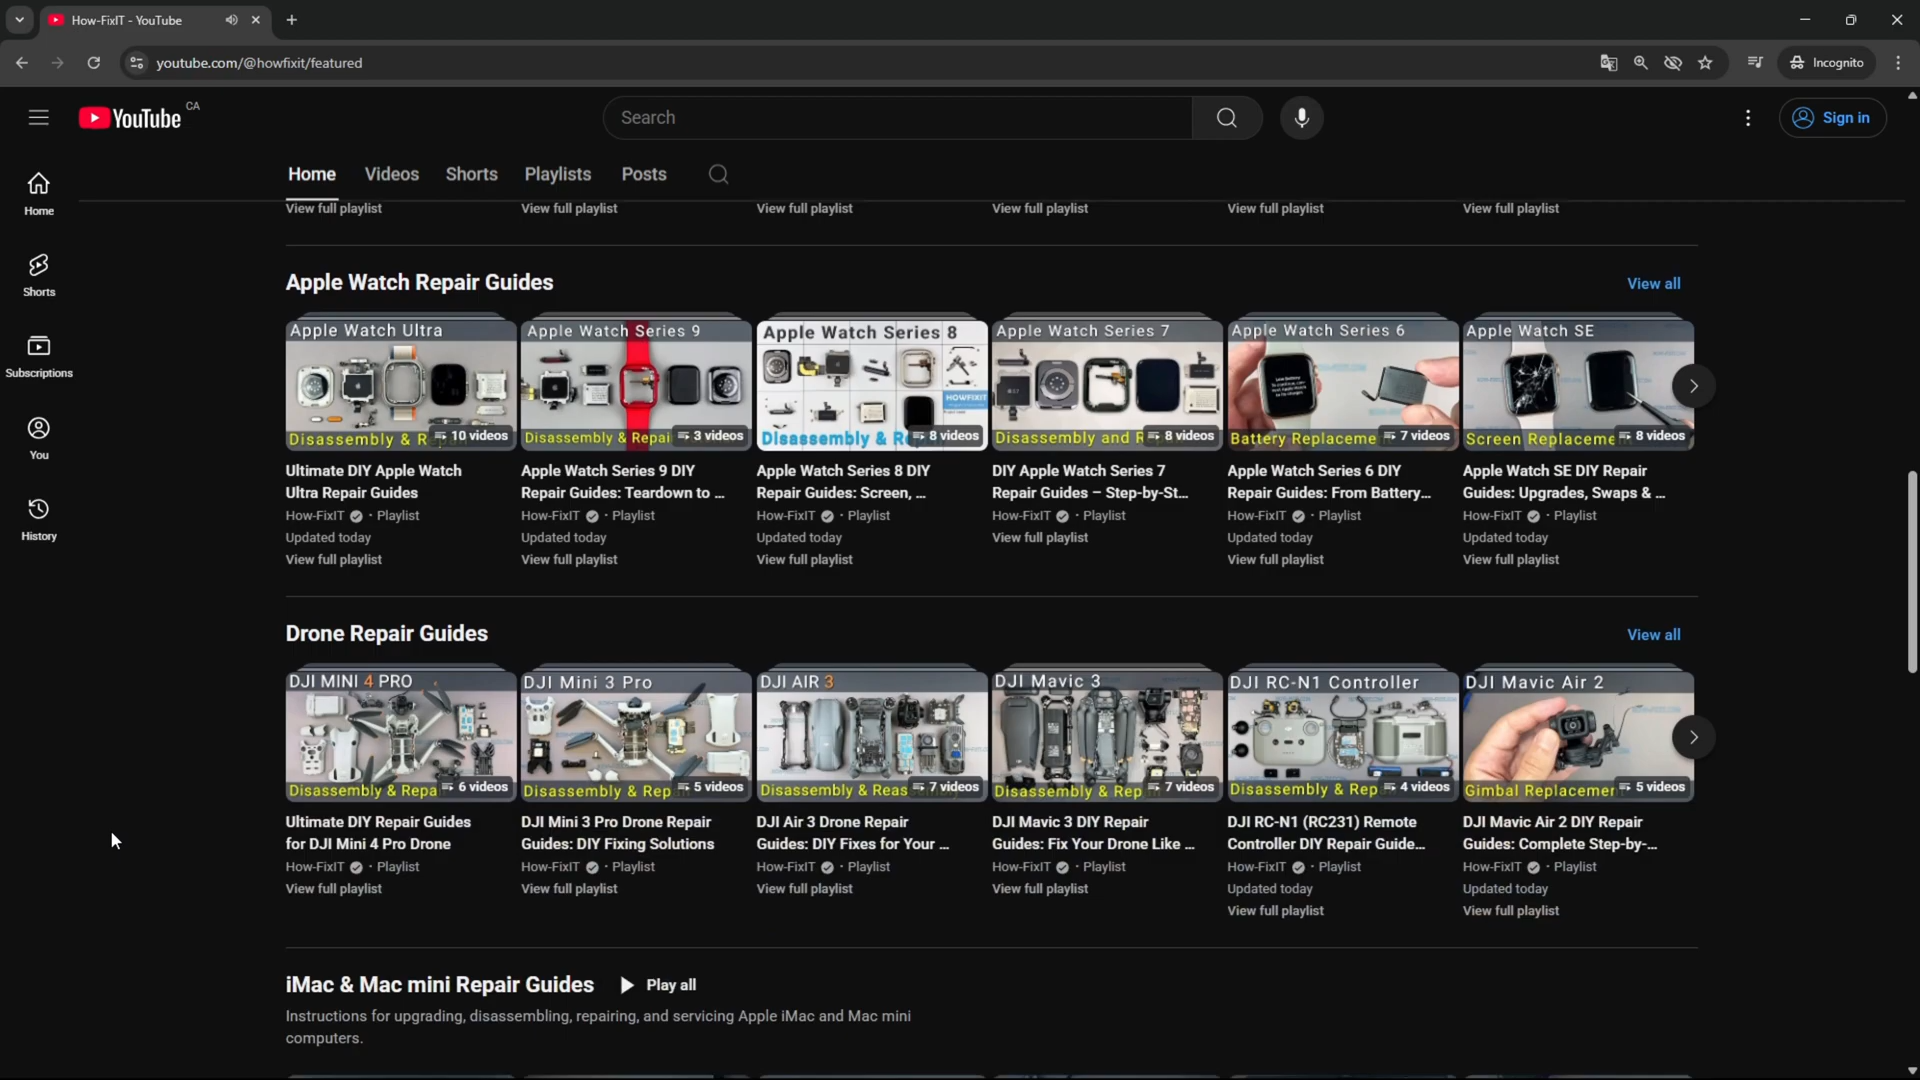 How-FixIT - YouTube
youtube.com/@howfixit/featured
Incognito
YouTube CA
Search
Sign in
Home Videos Shorts Playlists Posts
Home
Shorts
Subscriptions
You
History
View full playlist View full playlist View full playlist View full playlist View full playlist View full playlist
Apple Watch Repair Guides
View all
Apple Watch Ultra
Disassembly & R
10 videos
Ultimate DIY Apple Watch
Ultra Repair Guides
How-FixIT • Playlist
Updated today
View full playlist
Apple Watch Series 9
Disassembly & Repai
3 videos
Apple Watch Series 9 DIY
Repair Guides: Teardown to ...
How-FixIT • Playlist
Updated today
View full playlist
Apple Watch Series 8
HOWFIXIT
Disassembly & R
8 videos
Apple Watch Series 8 DIY
Repair Guides: Screen, ...
How-FixIT • Playlist
Updated today
View full playlist
Apple Watch Series 7
Disassembly and R
8 videos
DIY Apple Watch Series 7
Repair Guides – Step-by-St...
How-FixIT • Playlist
View full playlist
Apple Watch Series 6
Battery Replaceme
7 videos
Apple Watch Series 6 DIY
Repair Guides: From Battery...
How-FixIT • Playlist
Updated today
View full playlist
Apple Watch SE
Screen Replaceme
8 videos
Apple Watch SE DIY Repair
Guides: Upgrades, Swaps & ...
How-FixIT • Playlist
Updated today
View full playlist
Drone Repair Guides
View all
DJI MINI 4 PRO
Disassembly & Repa
6 videos
Ultimate DIY Repair Guides
for DJI Mini 4 Pro Drone
How-FixIT • Playlist
View full playlist
DJI Mini 3 Pro
Disassembly & Rep
5 videos
DJI Mini 3 Pro Drone Repair
Guides: DIY Fixing Solutions
How-FixIT • Playlist
View full playlist
DJI AIR 3
Disassembly & Reas
7 videos
DJI Air 3 Drone Repair
Guides: DIY Fixes for Your ...
How-FixIT • Playlist
View full playlist
DJI Mavic 3
Disassembly & Rep
7 videos
DJI Mavic 3 DIY Repair
Guides: Fix Your Drone Like ...
How-FixIT • Playlist
View full playlist
DJI RC-N1 Controller
Disassembly & Rep
4 videos
DJI RC-N1 (RC231) Remote
Controller DIY Repair Guide...
How-FixIT • Playlist
Updated today
View full playlist
DJI Mavic Air 2
Gimbal Replacemen
5 videos
DJI Mavic Air 2 DIY Repair
Guides: Complete Step-by-...
How-FixIT • Playlist
Updated today
View full playlist
iMac & Mac mini Repair Guides Play all
Instructions for upgrading, disassembling, repairing, and servicing Apple iMac and Mac mini
computers.